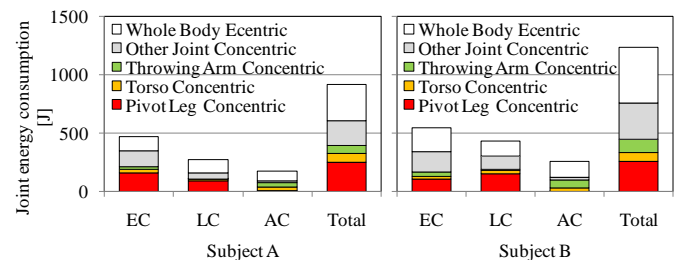 Joint energy consumption
[J]
1500
1000
500
0
Whole Body Ecentric
Other Joint Concentric
Throwing Arm Concentric
Torso Concentric
Pivot Leg Concentric
EC LC AC Total
Subject A
Whole Body Ecentric
Other Joint Concentric
Throwing Arm Concentric
Torso Concentric
Pivot Leg Concentric
EC LC AC Total
Subject B